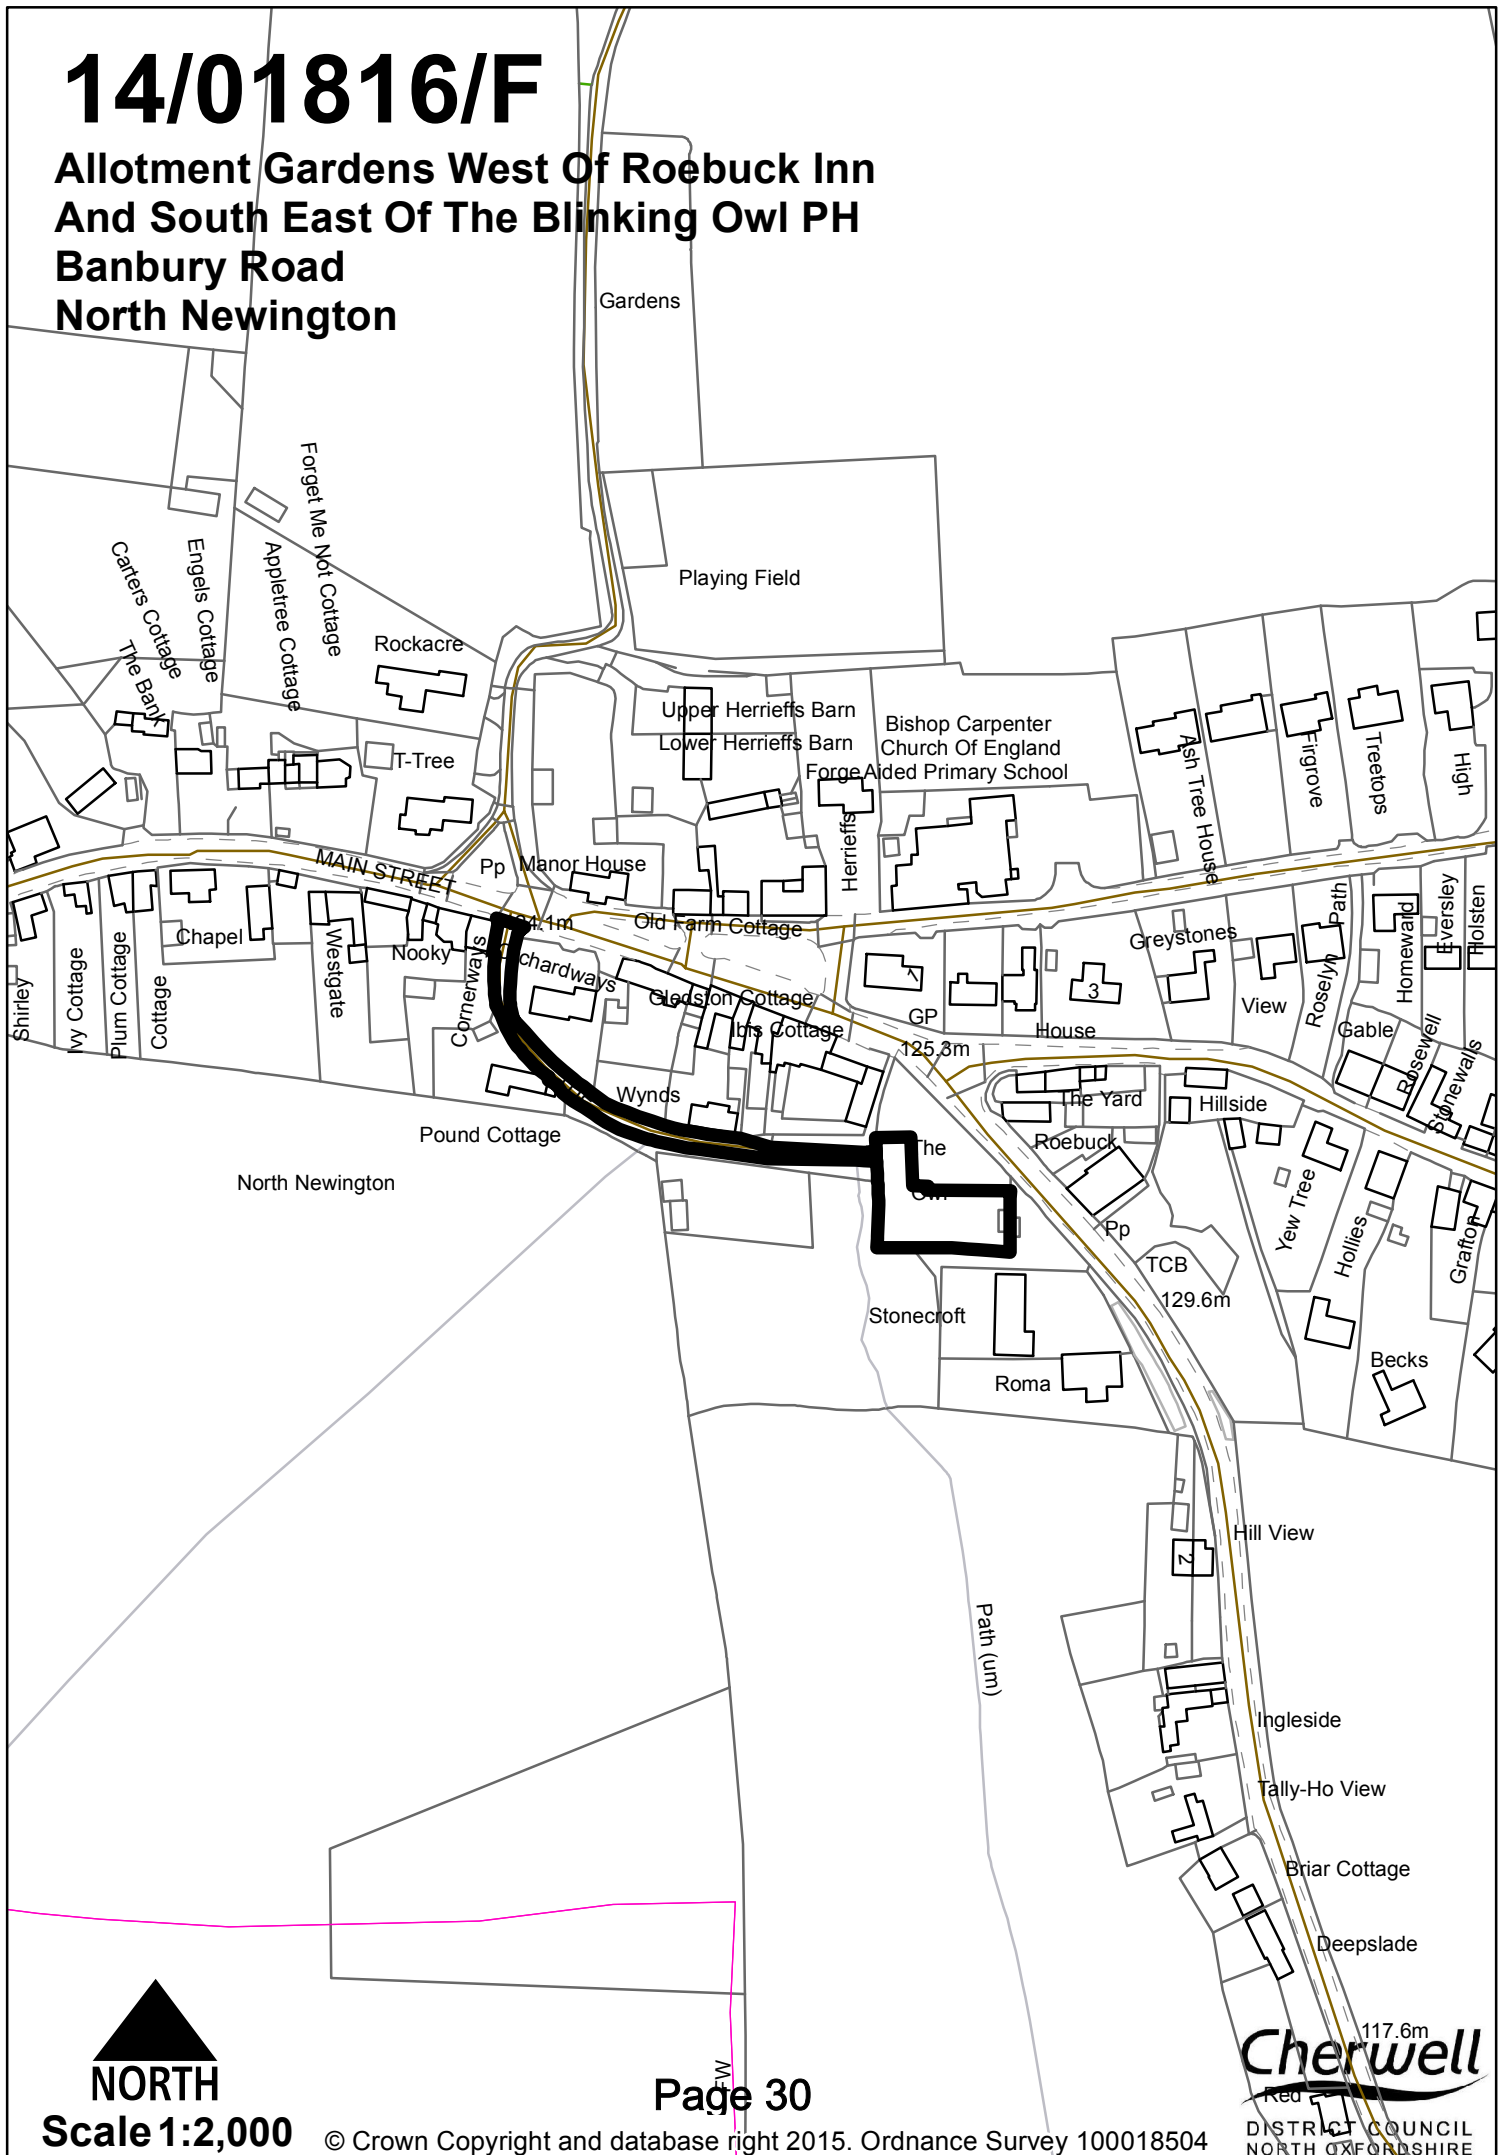 14/01816/F
Allotment Gardens West Of Roebuck Inn
And South East Of The Blinking Owl PH
Banbury Road
North Newington
Gardens
Playing Field
Forget Me Not Cottage
Carters Cottage
Engels Cottage
Appletree Cottage
The Bank
Rockacre
T-Tree
Upper Herrieffs Barn
Lower Herrieffs Barn
Bishop Carpenter
Church Of England
Aided Primary School
Forge
Herrieffs
Ash Tree House
Firgrove
Treetops
High
MAIN STREET
Pp
Manor House
Old Farm Cottage
Chapel
Westgate
Nooky
Cornerways
Gledston Cottage
Ibis Cottage
Shirley
Ivy Cottage
Plum Cottage
Cottage
7
GP
125.3m
3
House
Greystones
View
Roselyn
Path
Gable
Homeward
Eversley
Holsten
Rosewell
Stonewalls
Wynds
Pound Cottage
North Newington
The Yard
Hillside
Roebuck
The
Owl
Pp
TCB
129.6m
Yew Tree
Hollies
Grafton
Becks
Stonecroft
Roma
Hill View
2
Path (um)
Ingleside
Tally-Ho View
Briar Cottage
Deepslade
117.6m
Red
NORTH
Scale 1:2,000
Page 30
© Crown Copyright and database right 2015. Ordnance Survey 100018504
Cherwell
DISTRICT COUNCIL
NORTH OXFORDSHIRE